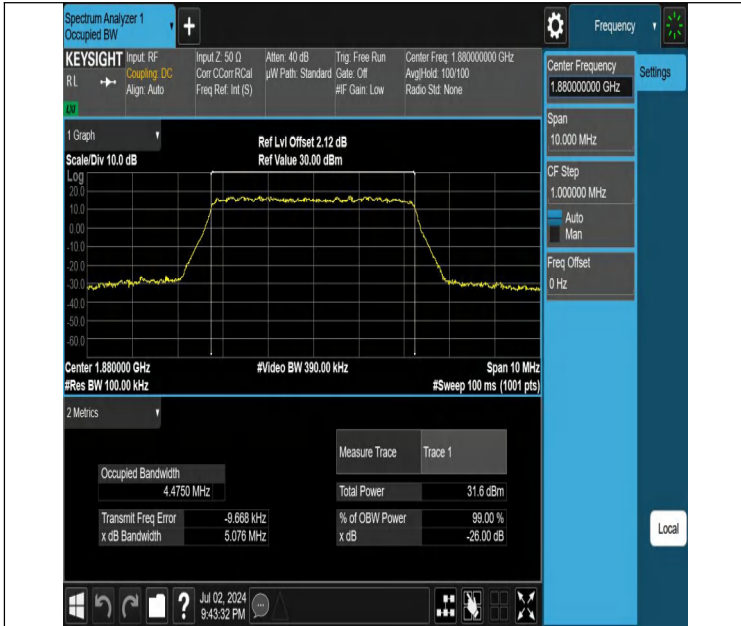 Spectrum Analyzer 1
Occupied BW
+
Frequency
KEYSIGHT
RL
Input: RF
Coupling: DC
Align: Auto
Input Z: 50 Ω
Corr CCorr RCal
Freq Ref: Int (S)
Atten: 40 dB
µW Path: Standard
Trig: Free Run
Gate: Off
#IF Gain: Low
Center Freq: 1.880000000 GHz
Avg|Hold: 100/100
Radio Std: None
Center Frequency
1.880000000 GHz
Settings
Span
10.000 MHz
CF Step
1.000000 MHz
Auto
Man
Freq Offset
0 Hz
1 Graph
Scale/Div 10.0 dB
Ref Lvl Offset 2.12 dB
Ref Value 30.00 dBm
Log
20.0
10.0
0.00
-10.0
-20.0
-30.0
-40.0
-50.0
-60.0
Center 1.880000 GHz
#Video BW 390.00 kHz
Span 10 MHz
#Res BW 100.00 kHz
#Sweep 100 ms (1001 pts)
2 Metrics
Measure Trace
Trace 1
Occupied Bandwidth
4.4750 MHz
Total Power
31.6 dBm
Transmit Freq Error
-9.668 kHz
% of OBW Power
99.00 %
x dB Bandwidth
5.076 MHz
x dB
-26.00 dB
Local
?
Jul 02, 2024
9:43:32 PM